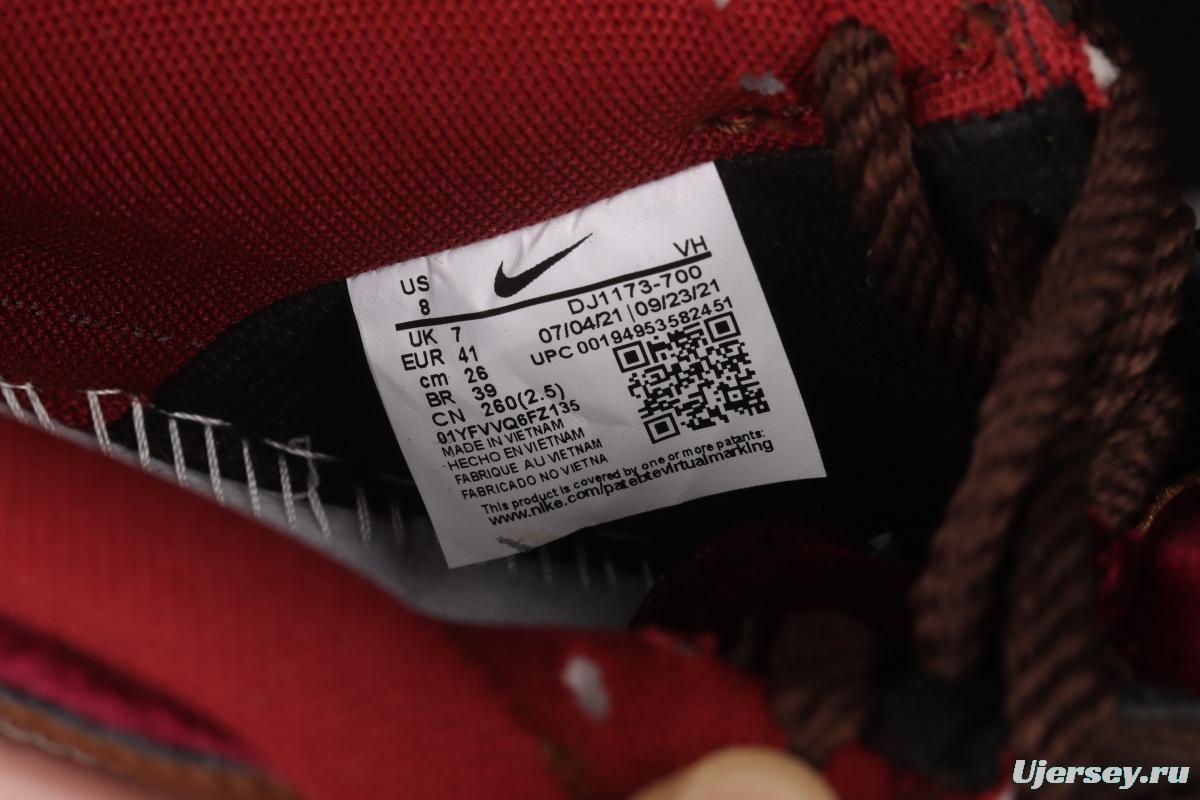 US
8
VH
UK 7
DJ1173-700
EUR 41
07/04/21 | 09/23/21
cm 26
UPC 00194953582451
BR 39
CN 260(2.5)
01YFVVQ6FZ135
MADE IN VIETNAM
HECHO EN VIETNAM
FABRIQUE AU VIETNAM
FABRICADO NO VIETNA
This product is covered by one or more patents:
www.nike.com/patebtevirtualmarking
Ujersey.ru